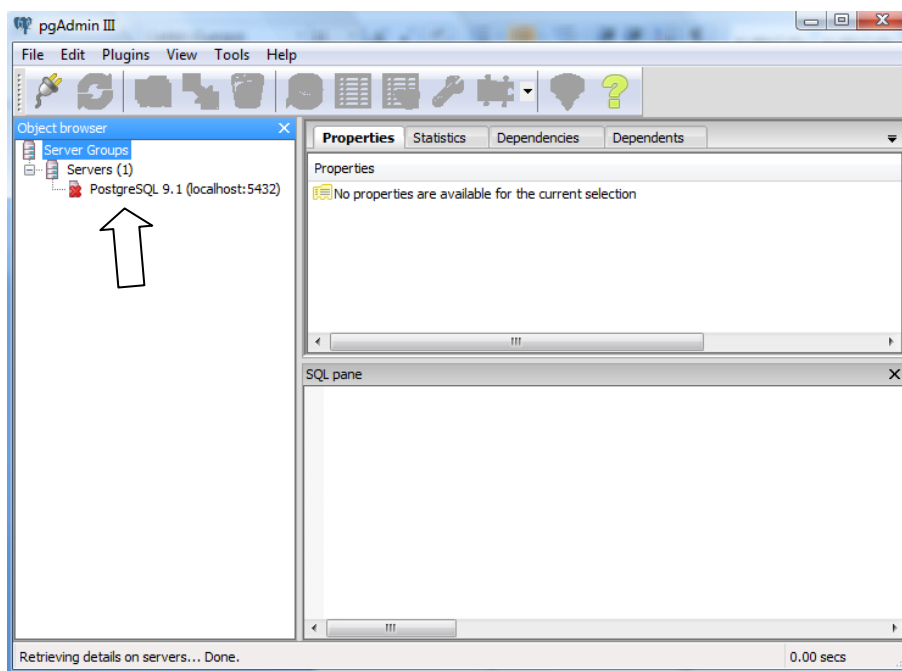 pgAdmin III
File Edit Plugins View Tools Help
Object browser
Server Groups
Servers (1)
PostgreSQL 9.1 (localhost:5432)
Properties Statistics Dependencies Dependents
Properties
No properties are available for the current selection
SQL pane
Retrieving details on servers... Done.
0.00 secs